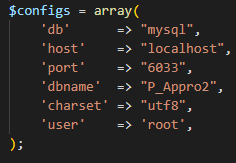 $configs = array(
    'db'      => "mysql",
    'host'    => "localhost",
    'port'    => "6033",
    'dbname'  => "P_Appro2",
    'charset' => "utf8",
    'user'    => 'root',
);